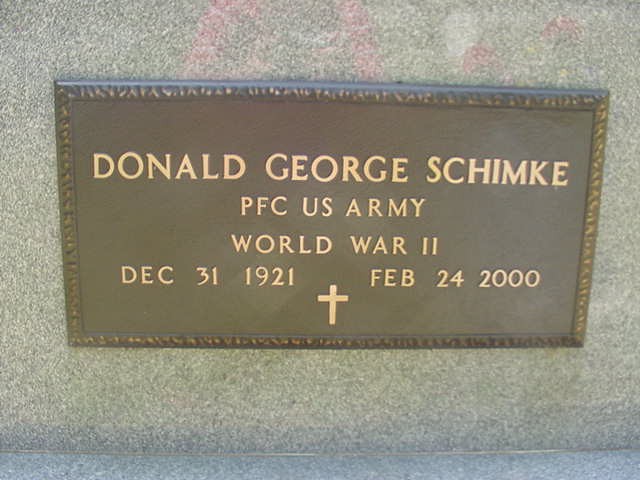 DONALD GEORGE SCHIMKE
PFC US ARMY
WORLD WAR II
DEC 31 1921 FEB 24 2000